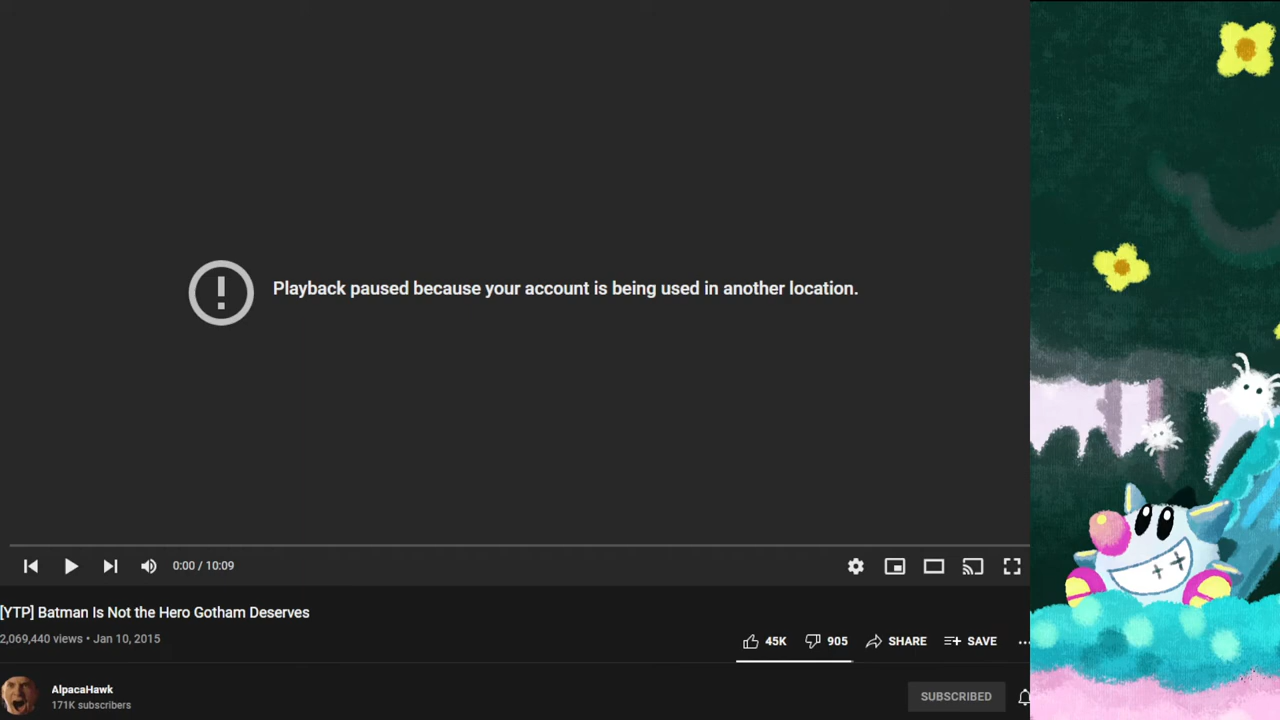 Playback paused because your account is being used in another location.
0:00 / 10:09
[YTP] Batman Is Not the Hero Gotham Deserves
2,069,440 views • Jan 10, 2015
45K
905
SHARE
SAVE
AlpacaHawk
171K subscribers
SUBSCRIBED